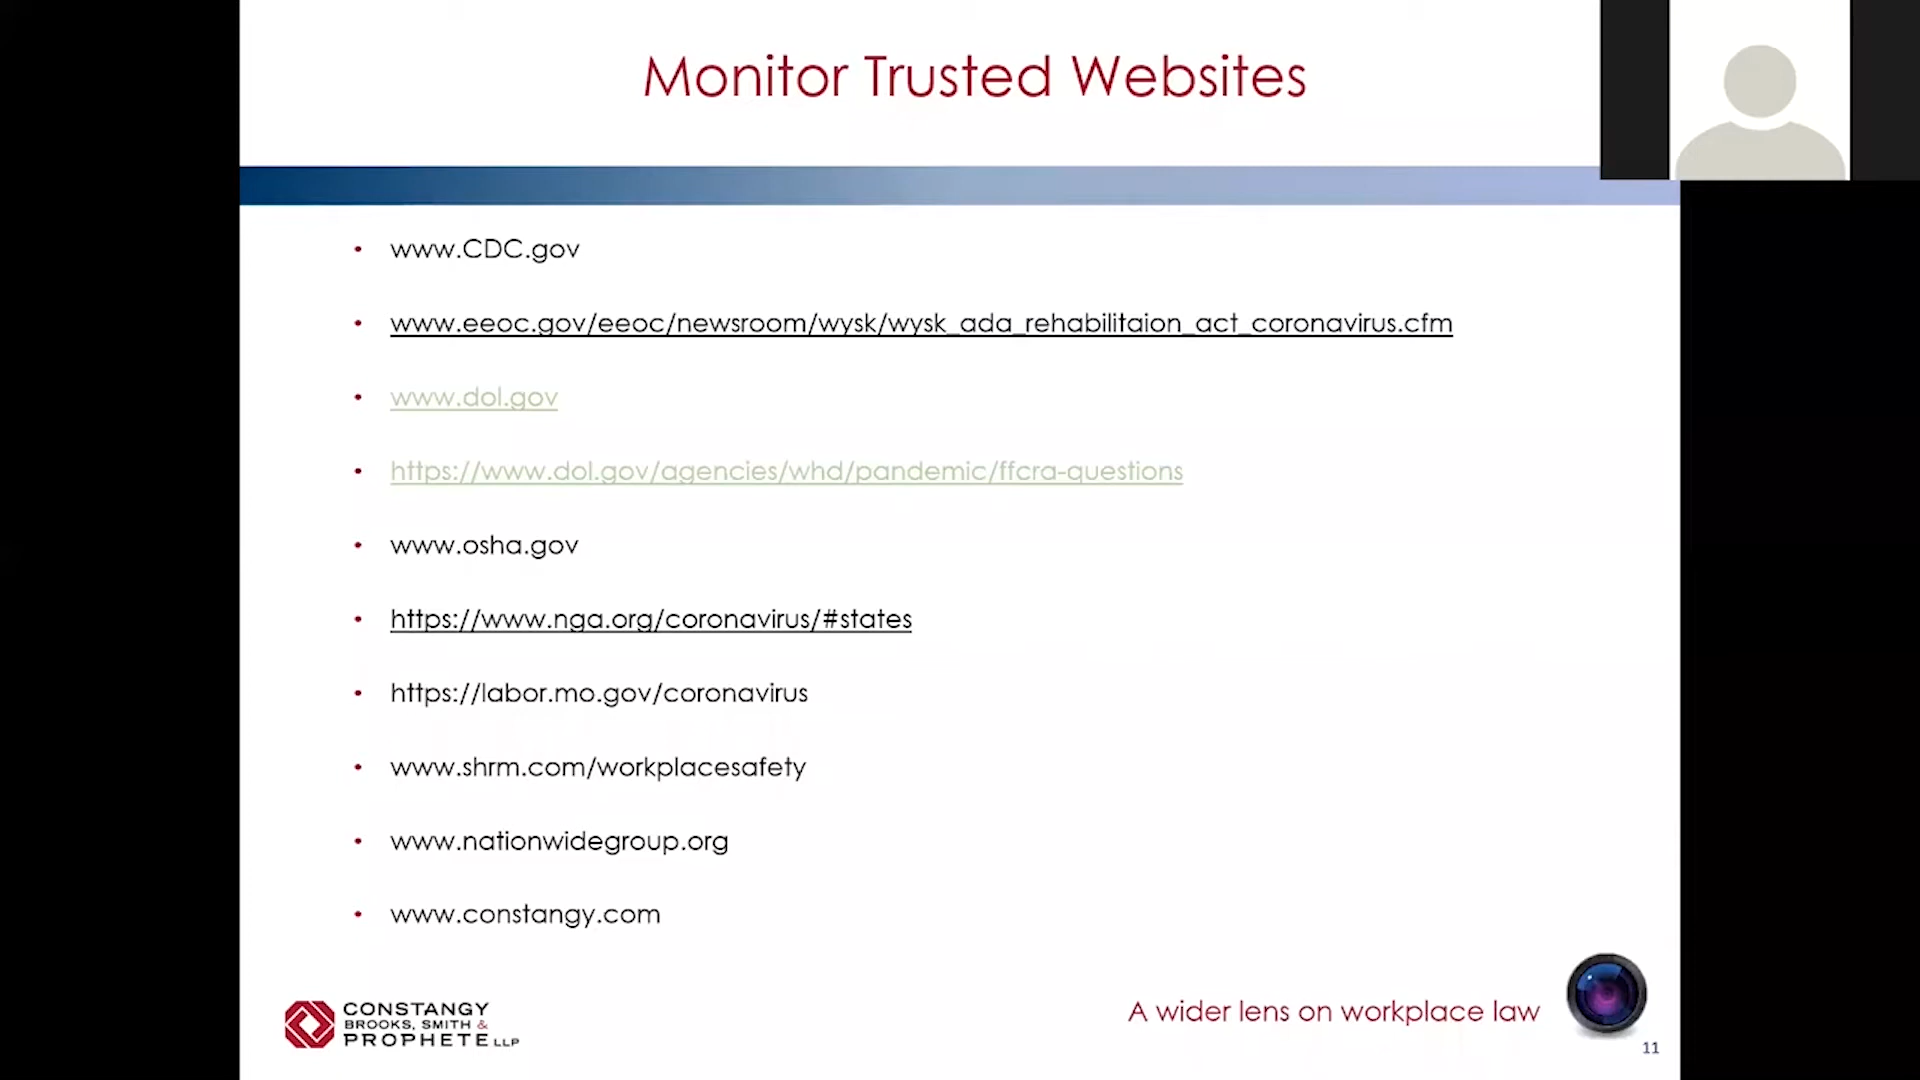 Monitor Trusted Websites
• www.CDC.gov
• www.eeoc.gov/eeoc/newsroom/wysk/wysk_ada_rehabilitaion_act_coronavirus.cfm
• www.dol.gov
• https://www.dol.gov/agencies/whd/pandemic/ffcra-questions
• www.osha.gov
• https://www.nga.org/coronavirus/#states
• https://labor.mo.gov/coronavirus
• www.shrm.com/workplacesafety
• www.nationwidegroup.org
• www.constangy.com
CONSTANGY
BROOKS, SMITH &
PROPHETE LLP
A wider lens on workplace law
11